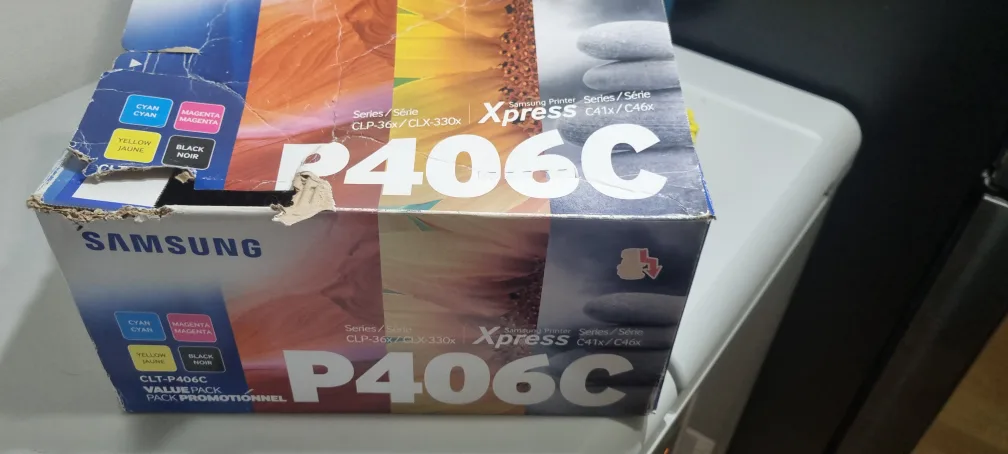 CYAN
CYAN
MAGENTA
MAGENTA
YELLOW
JAUNE
BLACK
NOIR
Series / Série
CLP-36x / CLX-330x
Samsung Printer
Xpress
Series / Série
C41x / C46x
P406C
SAMSUNG
CYAN
CYAN
MAGENTA
MAGENTA
YELLOW
JAUNE
BLACK
NOIR
CLT-P406C
VALUE PACK
PACK PROMOTIONNEL
Series / Série
CLP-36x / CLX-330x
Samsung Printer
Xpress
Series / Série
C41x / C46x
P406C